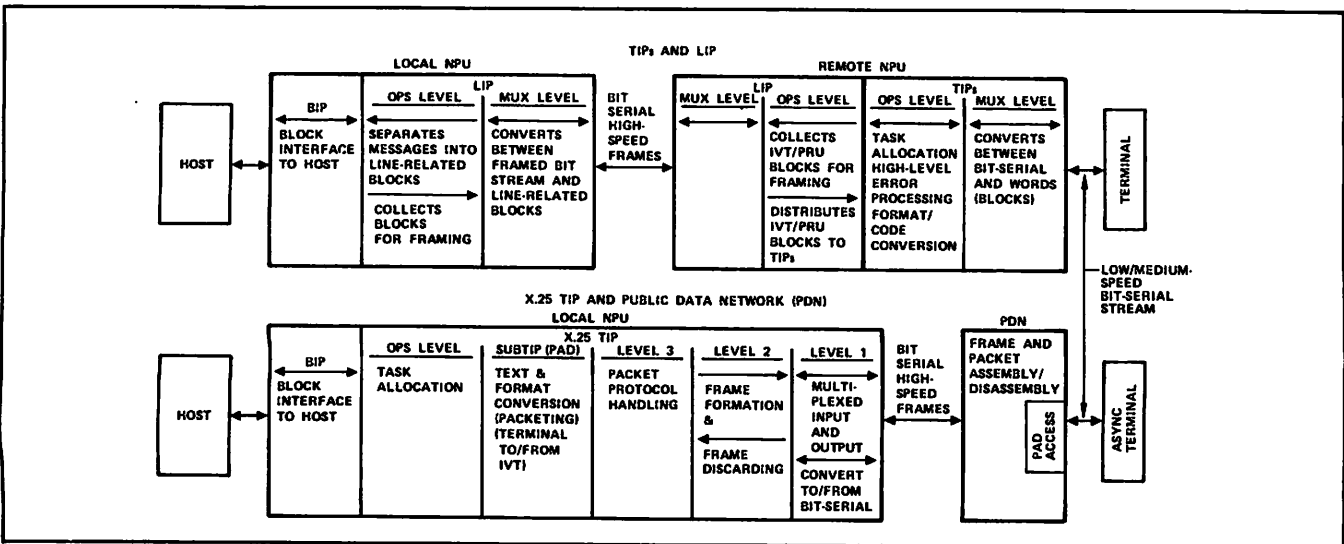 TIPs AND LIP
LOCAL NPU
REMOTE NPU
HOST
BIP
BLOCK
INTERFACE
TO HOST
LIP
OPS LEVEL
SEPARATES
MESSAGES INTO
LINE-RELATED
BLOCKS
COLLECTS
BLOCKS
FOR FRAMING
MUX LEVEL
CONVERTS
BETWEEN
FRAMED BIT
STREAM AND
LINE-RELATED
BLOCKS
BIT
SERIAL
HIGH-
SPEED
FRAMES
LIP
MUX LEVEL
OPS LEVEL
COLLECTS
IVT/PRU
BLOCKS FOR
FRAMING
DISTRIBUTES
IVT/PRU
BLOCKS TO
TIPs
TIPs
OPS LEVEL
TASK
ALLOCATION
HIGH-LEVEL
ERROR
PROCESSING
FORMAT/
CODE
CONVERSION
MUX LEVEL
CONVERTS
BETWEEN
BIT-SERIAL
AND WORDS
(BLOCKS)
TERMINAL
LOW/MEDIUM-
SPEED
BIT-SERIAL
STREAM
X.25 TIP AND PUBLIC DATA NETWORK (PDN)
LOCAL NPU
HOST
BIP
BLOCK
INTERFACE
TO HOST
X.25 TIP
OPS LEVEL
TASK
ALLOCATION
SUBTIP (PAD)
TEXT &
FORMAT
CONVERSION
(PACKETING)
(TERMINAL
TO/FROM
IVT)
LEVEL 3
PACKET
PROTOCOL
HANDLING
LEVEL 2
FRAME
FORMATION
&
FRAME
DISCARDING
LEVEL 1
MULTI-
PLEXED
INPUT
AND
OUTPUT
CONVERT
TO/FROM
BIT-SERIAL
BIT
SERIAL
HIGH-
SPEED
FRAMES
PDN
FRAME AND
PACKET
ASSEMBLY/
DISASSEMBLY
PAD
ACCESS
ASYNC
TERMINAL